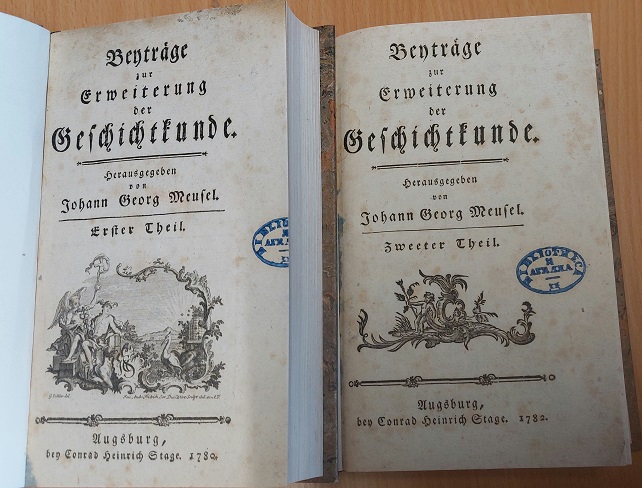 Beyträge
zur
Erweiterung
der
Geschichtkunde.
Herausgegeben
von
Johann Georg Meusel.
Erster Theil.
Augsburg,
bey Conrad Heinrich Stage. 1780.
Beyträge
zur
Erweiterung
der
Geschichtkunde.
Herausgegeben
von
Johann Georg Meusel.
Zweeter Theil.
BIBLIOTHECA
Augsburg,
bey Conrad Heinrich Stage. 1782.